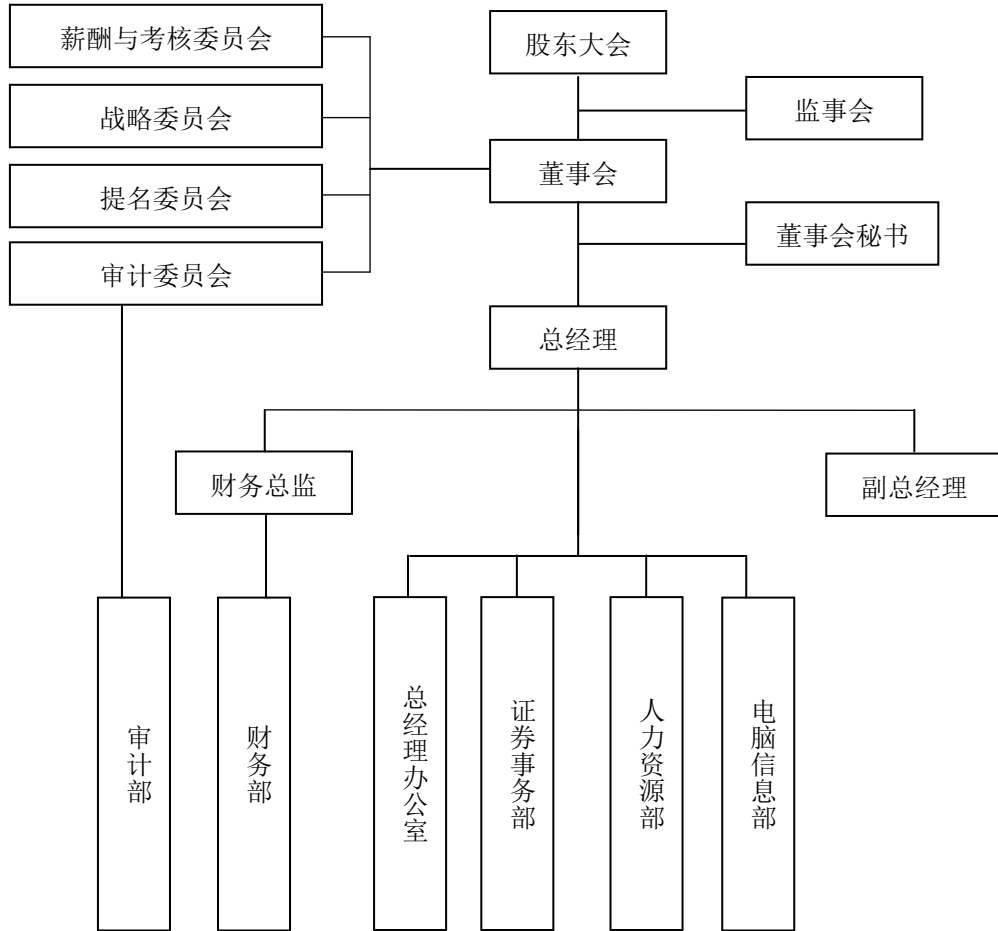 薪酬与考核委员会
股东大会
战略委员会
监事会
提名委员会
董事会
审计委员会
董事会秘书
总经理
财务总监
副总经理
审计部
财务部
总经理办公室
证券事务部
人力资源部
电脑信息部